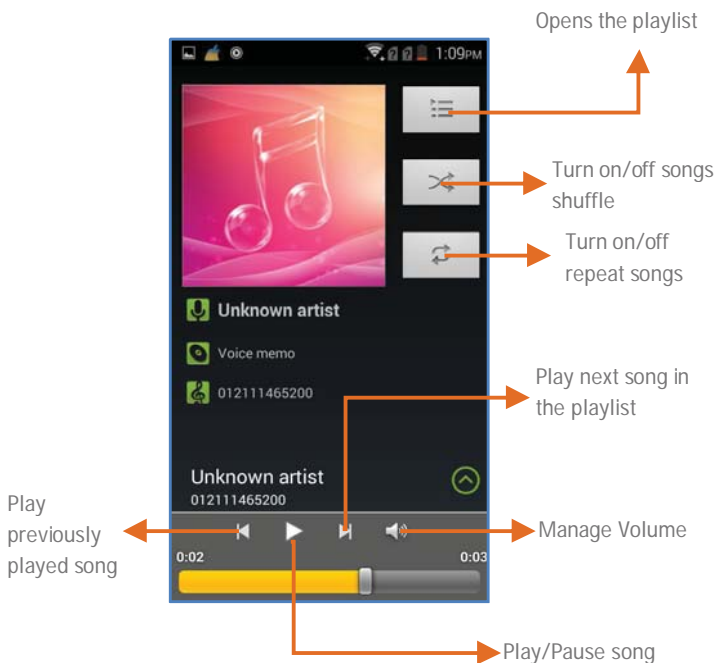 Opens the playlist
1:09PM
Turn on/off songs
shuffle
Turn on/off
repeat songs
Unknown artist
Voice memo
012111465200
Play next song in
the playlist
Unknown artist
012111465200
Play
previously
played song
Manage Volume
0:02
0:03
Play/Pause song